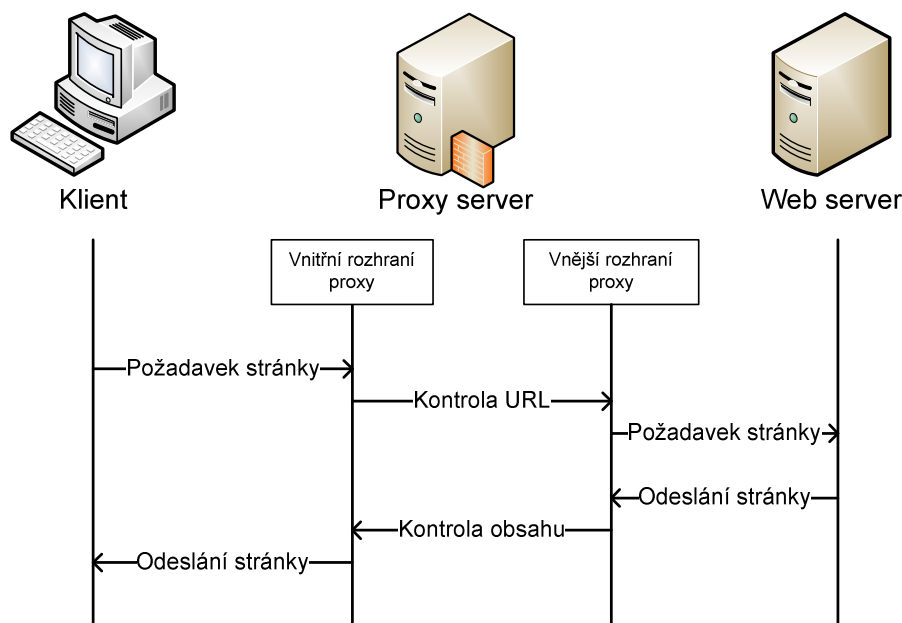 Klient
Proxy server
Web server
Vnitřní rozhraní
proxy
Vnější rozhraní
proxy
Požadavek stránky
Kontrola URL
Požadavek stránky
Odeslání stránky
Kontrola obsahu
Odeslání stránky